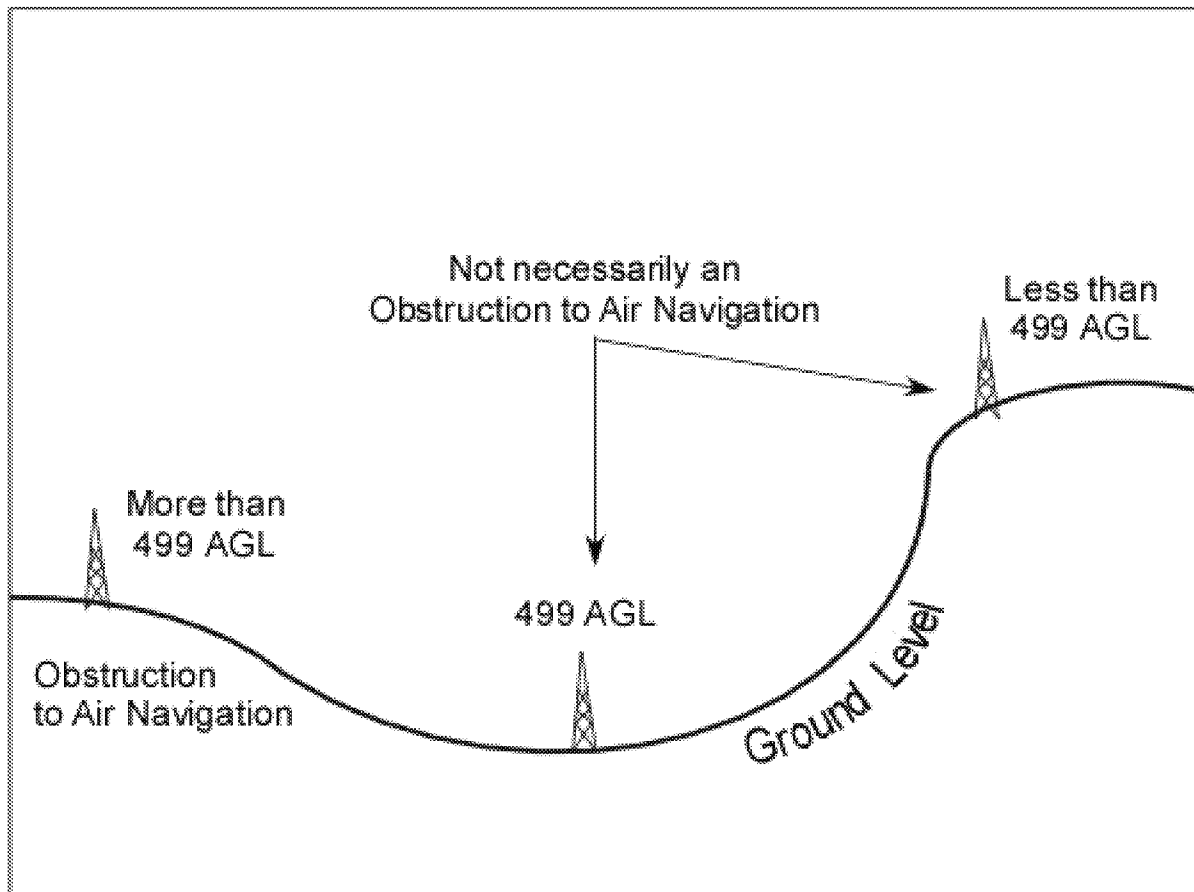 Not necessarily an
Obstruction to Air Navigation
Less than
499 AGL
More than
499 AGL
499 AGL
Obstruction
to Air Navigation
Ground Level